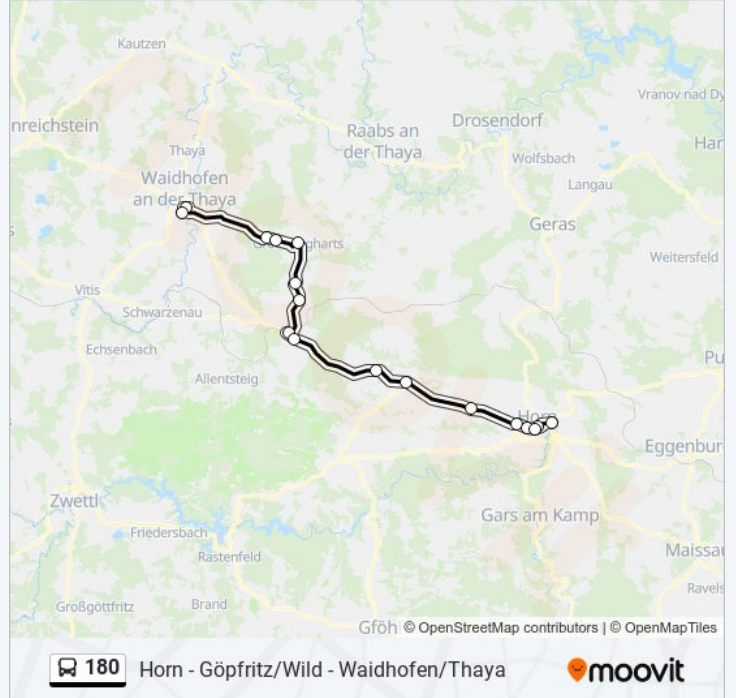 Kautzen
Vranov nad Dy
nreichstein
Raabs an
der Thaya
Drosendorf
Har
Thaya
Wolfsbach
Waidhofen
an der Thaya
Langau
Geras
Weitersfeld
Vitis
Schwarzenau
Echsenbach
Allentsteig
Pu
Horn
Eggenbur
Zwettl
Gars am Kamp
Friedersbach
Rastenfeld
Maissau
Ravels
Großgöttfritz
Brand
Gföh
© OpenStreetMap contributors | © OpenMapTiles
180
Horn - Göpfritz/Wild - Waidhofen/Thaya
moovit